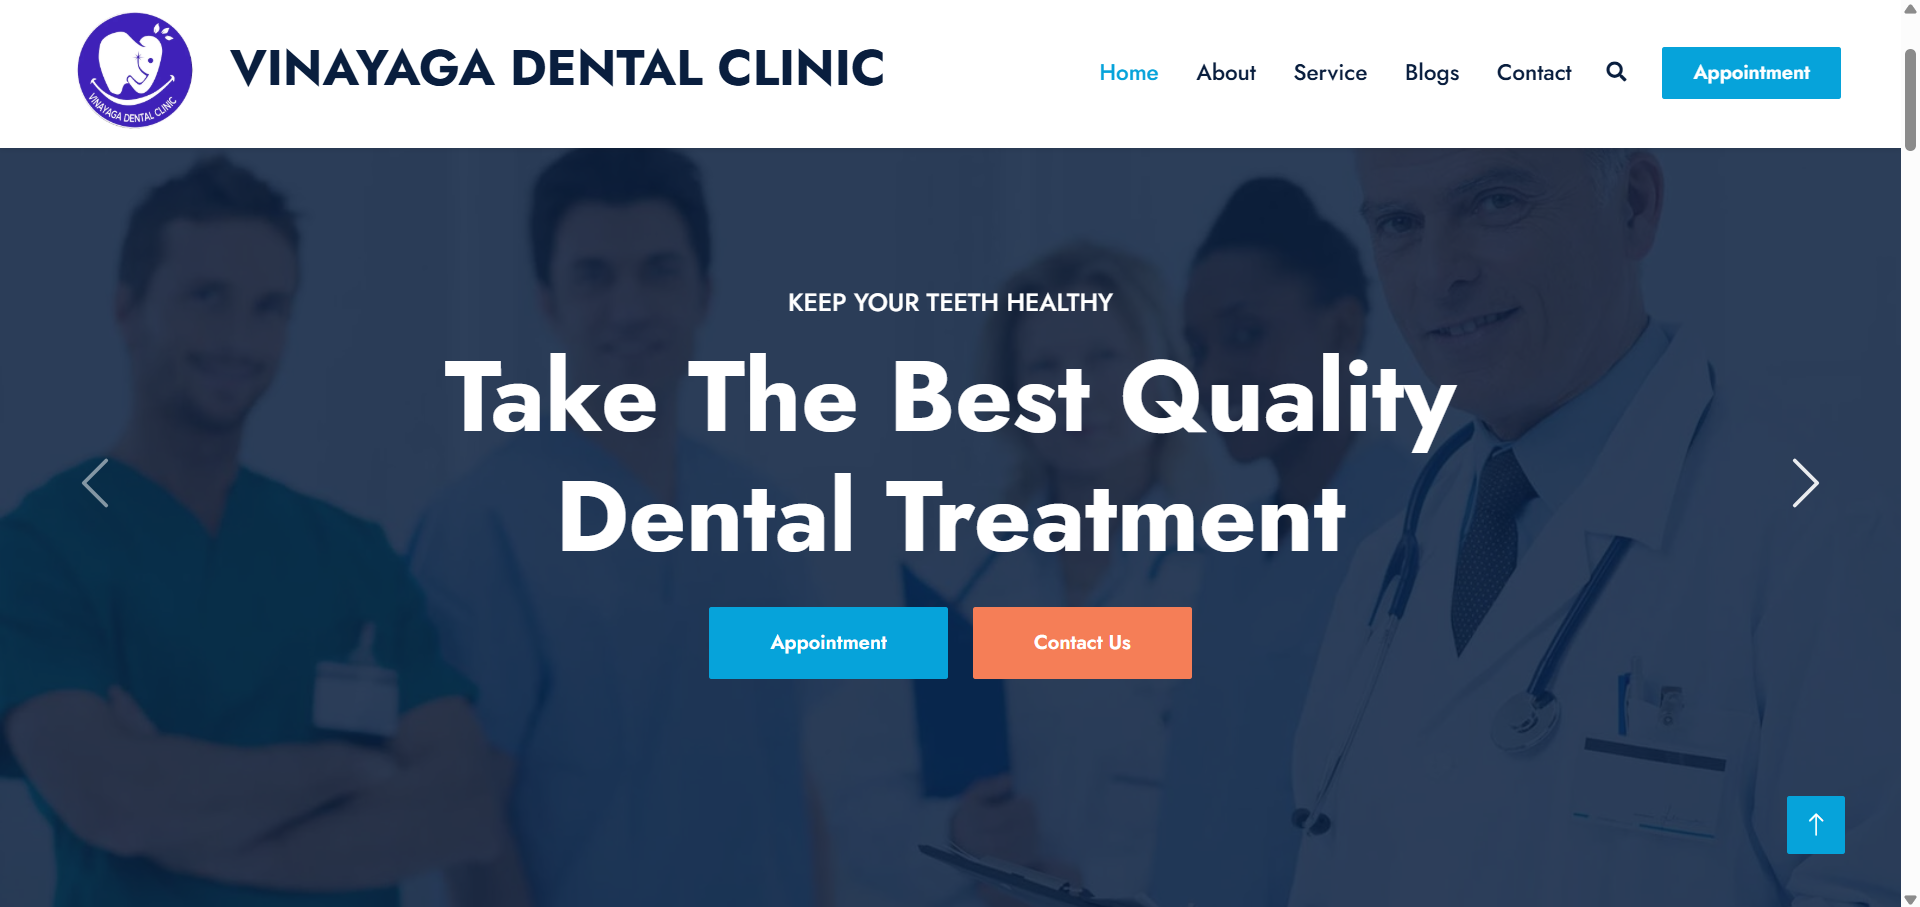 VINAYAGA DENTAL CLINIC
VINAYAGA DENTAL CLINIC
Home About Service Blogs Contact Appointment
KEEP YOUR TEETH HEALTHY
Take The Best Quality
Dental Treatment
Appointment Contact Us